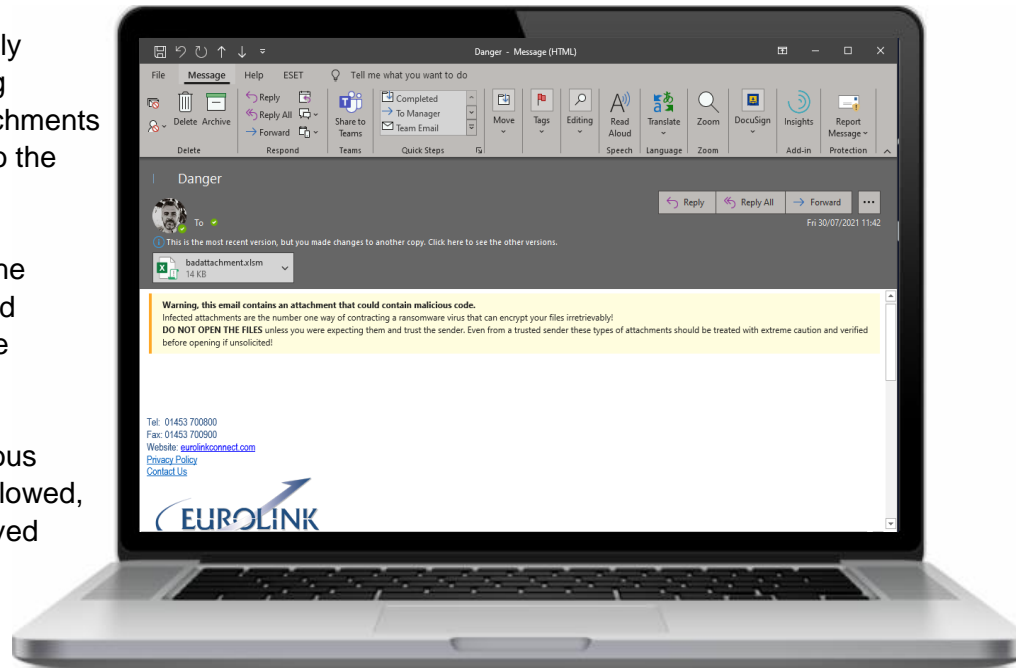 ly
g
chments
o the
ne
d
e
ous
lowed,
ved
Danger - Message (HTML)
File Message Help ESET Tell me what you want to do
Delete Archive
Reply
Reply All
Forward
Share to Teams
Completed
To Manager
Team Email
Move
Tags
Editing
Read Aloud
Translate
Zoom
DocuSign
Insights
Report Message
Delete Respond Teams Quick Steps Speech Language Zoom Add-in Protection
Danger
Reply Reply All Forward
To
Fri 30/07/2021 11:42
This is the most recent version, but you made changes to another copy. Click here to see the other versions.
badattachment.xlsm
14 KB
Warning, this email contains an attachment that could contain malicious code.
Infected attachments are the number one way of contracting a ransomware virus that can encrypt your files irretrievably!
DO NOT OPEN THE FILES unless you were expecting them and trust the sender. Even from a trusted sender these types of attachments should be treated with extreme caution and verified
before opening if unsolicited!
Tel: 01453 700800
Fax: 01453 700900
Website: eurolinkconnect.com
Privacy Policy
Contact Us
EUROLINK